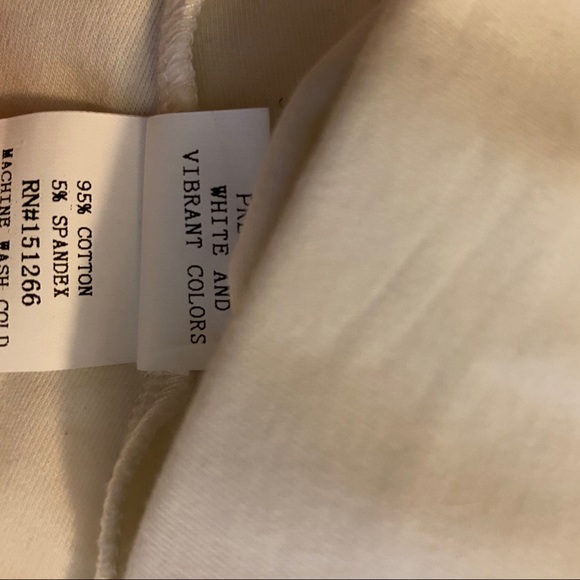 WHITE AND
VIBRANT COLORS
95% COTTON
5% SPANDEX
RN#151266
MACHINE WASH COLD